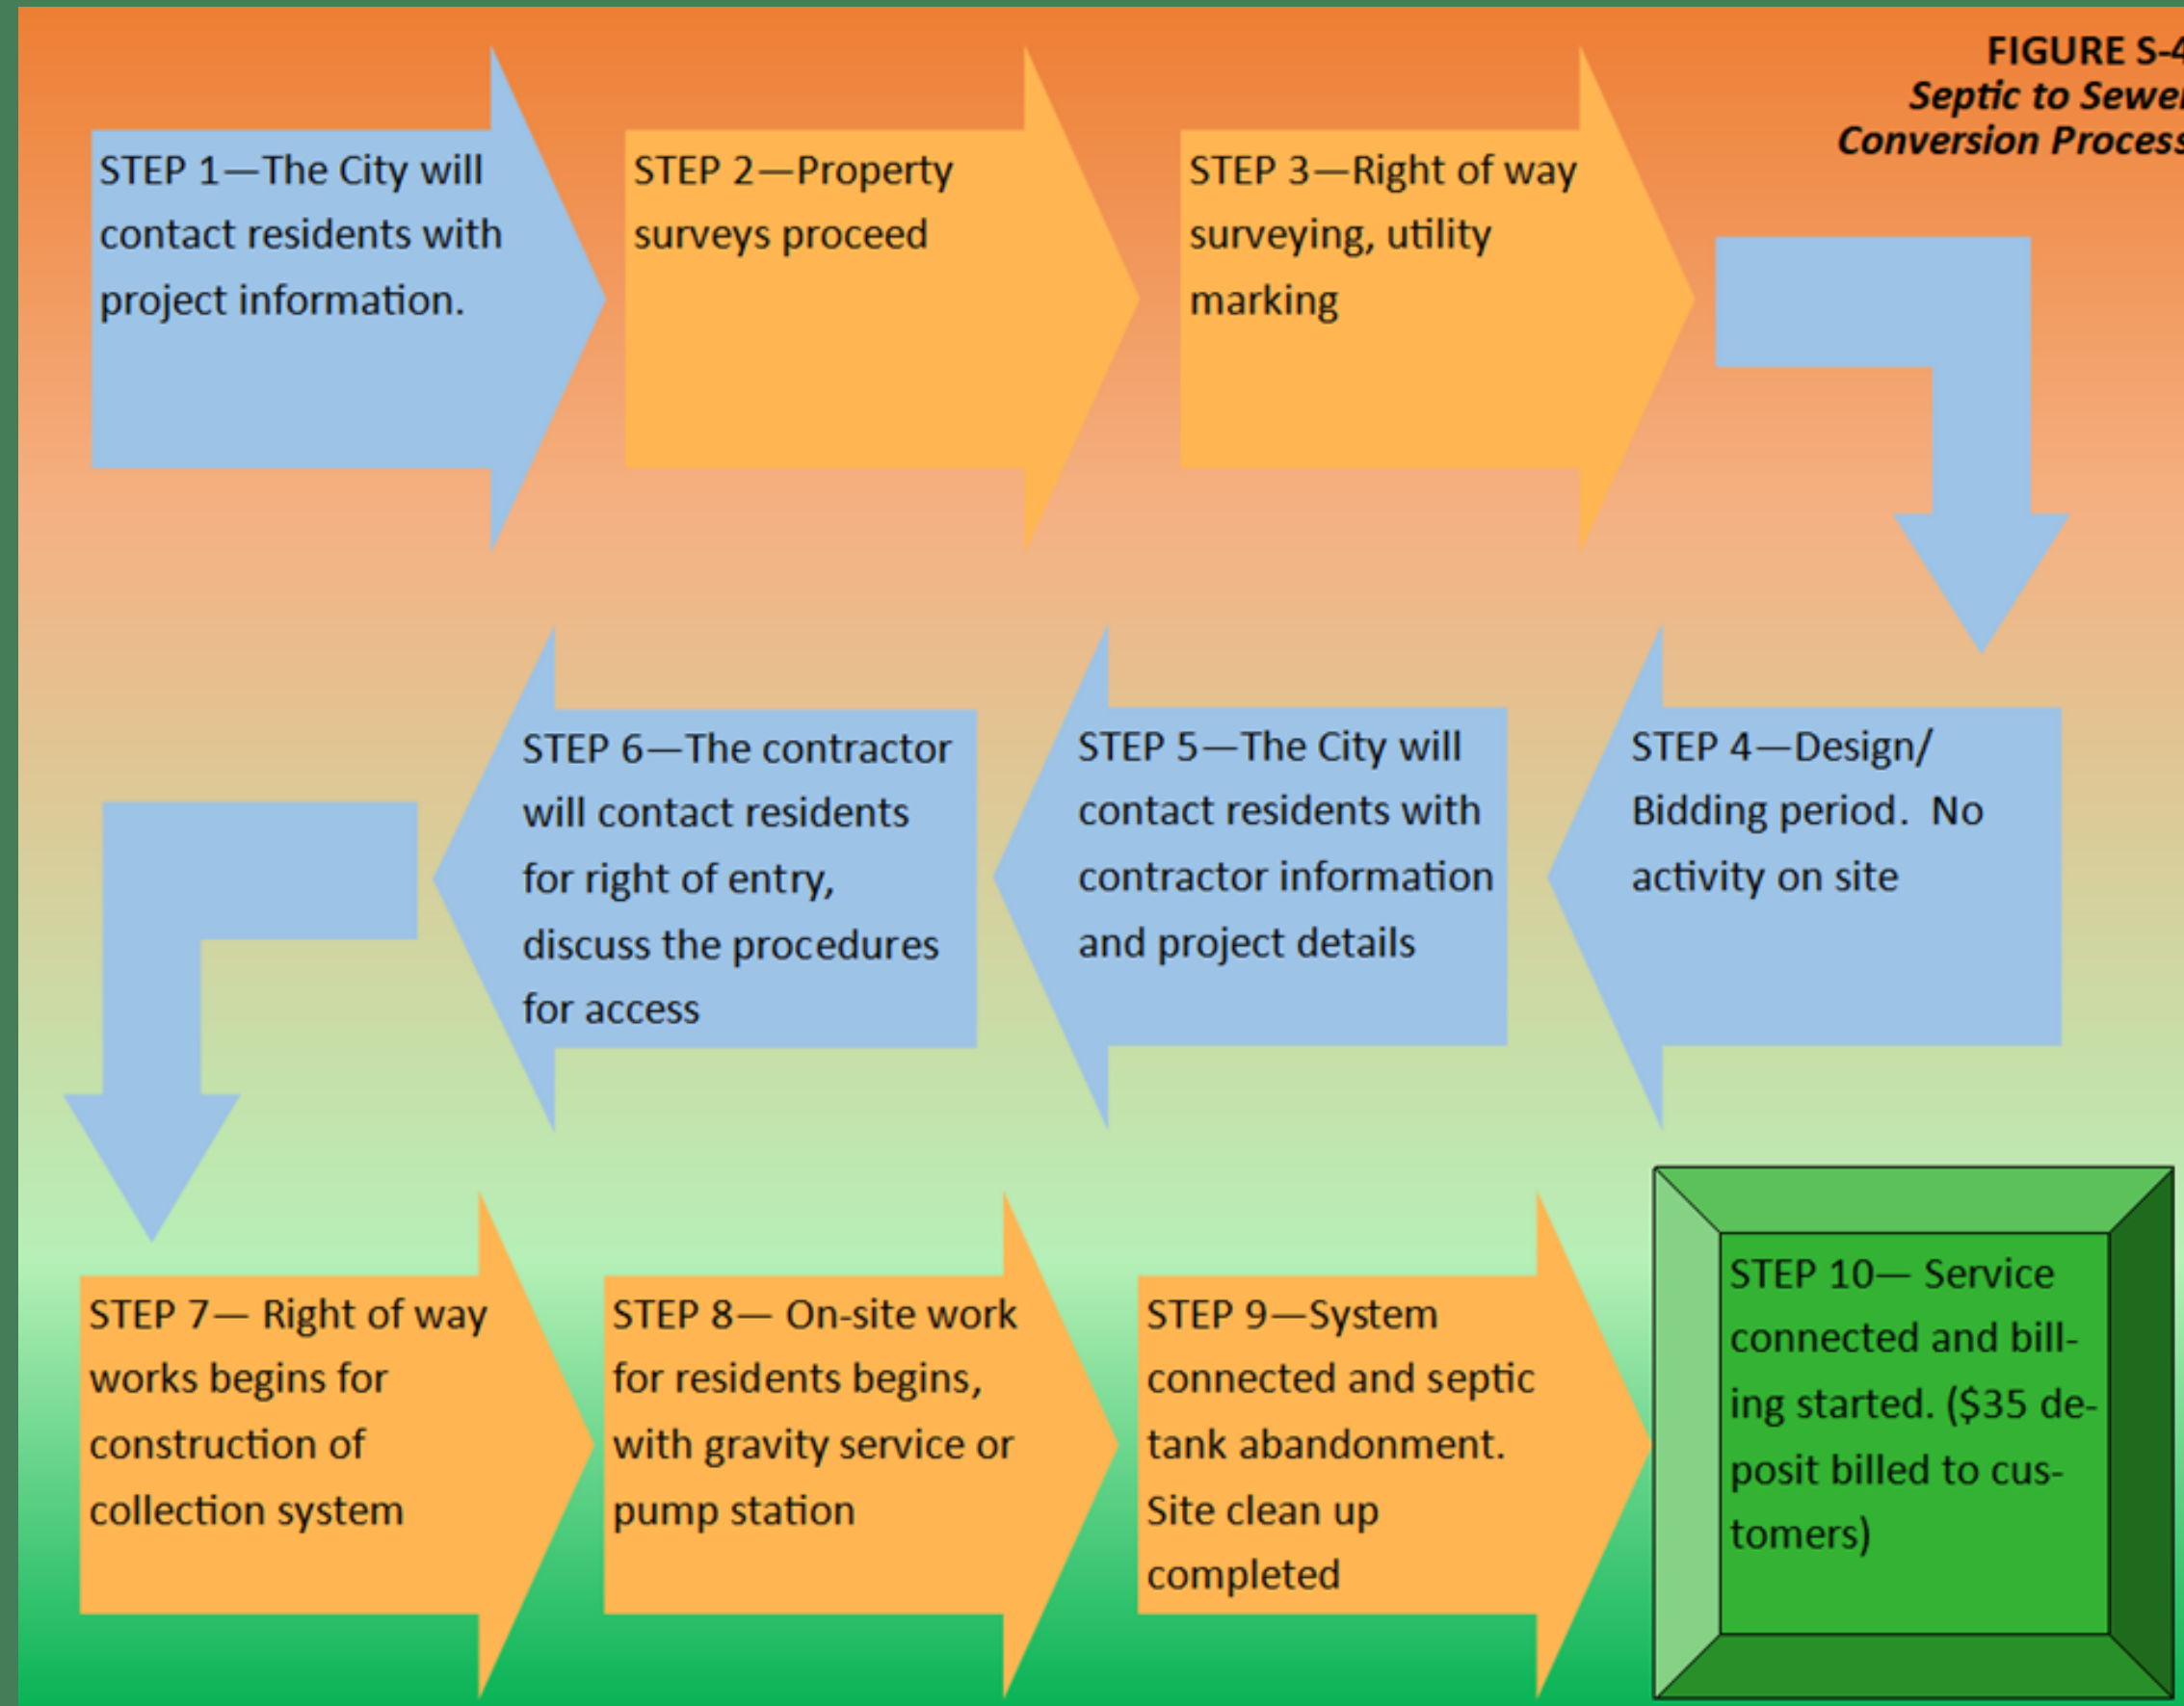 FIGURE S-4
Septic to Sewer
Conversion Process
STEP 1—The City will
contact residents with
project information.
STEP 2—Property
surveys proceed
STEP 3—Right of way
surveying, utility
marking
STEP 4—Design/
Bidding period.  No
activity on site
STEP 5—The City will
contact residents with
contractor information
and project details
STEP 6—The contractor
will contact residents
for right of entry,
discuss the procedures
for access
STEP 7— Right of way
works begins for
construction of
collection system
STEP 8— On-site work
for residents begins,
with gravity service or
pump station
STEP 9—System
connected and septic
tank abandonment.
Site clean up
completed
STEP 10— Service
connected and bill-
ing started. ($35 de-
posit billed to cus-
tomers)